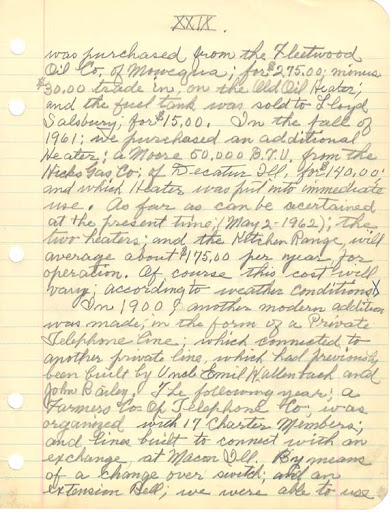 XXIX.
was purchased from the Fleetwood
Oil Co. of Mowequa; for $275.00; minus
$30.00 trade in; on the Old Oil Heater;
and the fuel tank was sold to Lloyd
Salsbury; for $15.00. In the fall of
1961; we purchased an additional
Heater; a Moore 50,000 B.T.U. from the
Hicks Gas Co; of Decatur Ill, for $190.00;
and which Heater was put into immediate
use. As far as can be acertained
at the present time; (May 2-1962); the
two heaters; and the Kitchen Range, will
average about $175.00 per year for
operation. Of course this cost will
vary; according to weather conditions
In 1900 another modern addition
was made; in the form of a Private
Telephone line; which connected to
another private line, which had previously
been built by Uncle Emil Wallenbach and
John Bailey. The following year; a
Farmers Co Op Telephone Co; was
organized with 17 Charter Members;
and lines built to connect with an
exchange at Macon Ill. By means
of a change over switch; and an
extension Bell; we were able to use